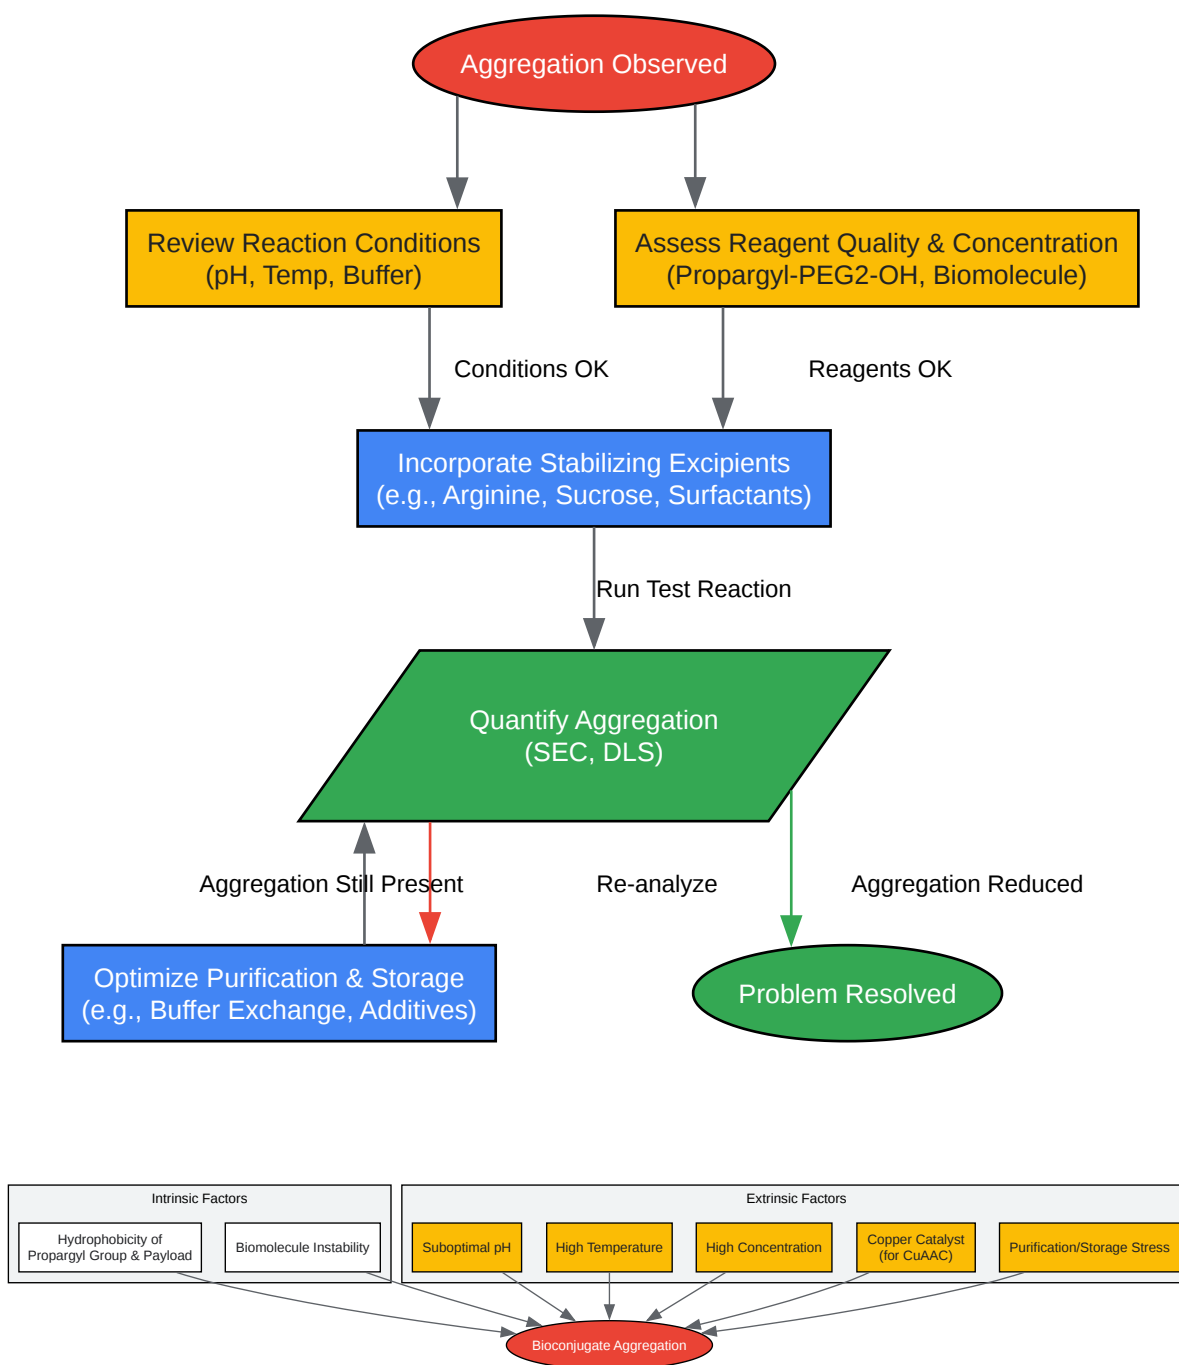 Aggregation Observed
Review Reaction Conditions
(pH, Temp, Buffer)
Assess Reagent Quality & Concentration
(Propargyl-PEG2-OH, Biomolecule)
Conditions OK
Reagents OK
Incorporate Stabilizing Excipients
(e.g., Arginine, Sucrose, Surfactants)
Run Test Reaction
Quantify Aggregation
(SEC, DLS)
Aggregation Still Present
Re-analyze
Aggregation Reduced
Optimize Purification & Storage
(e.g., Buffer Exchange, Additives)
Problem Resolved
Intrinsic Factors
Hydrophobicity of
Propargyl Group & Payload
Biomolecule Instability
Extrinsic Factors
Suboptimal pH
High Temperature
High Concentration
Copper Catalyst
(for CuAAC)
Purification/Storage Stress
Bioconjugate Aggregation